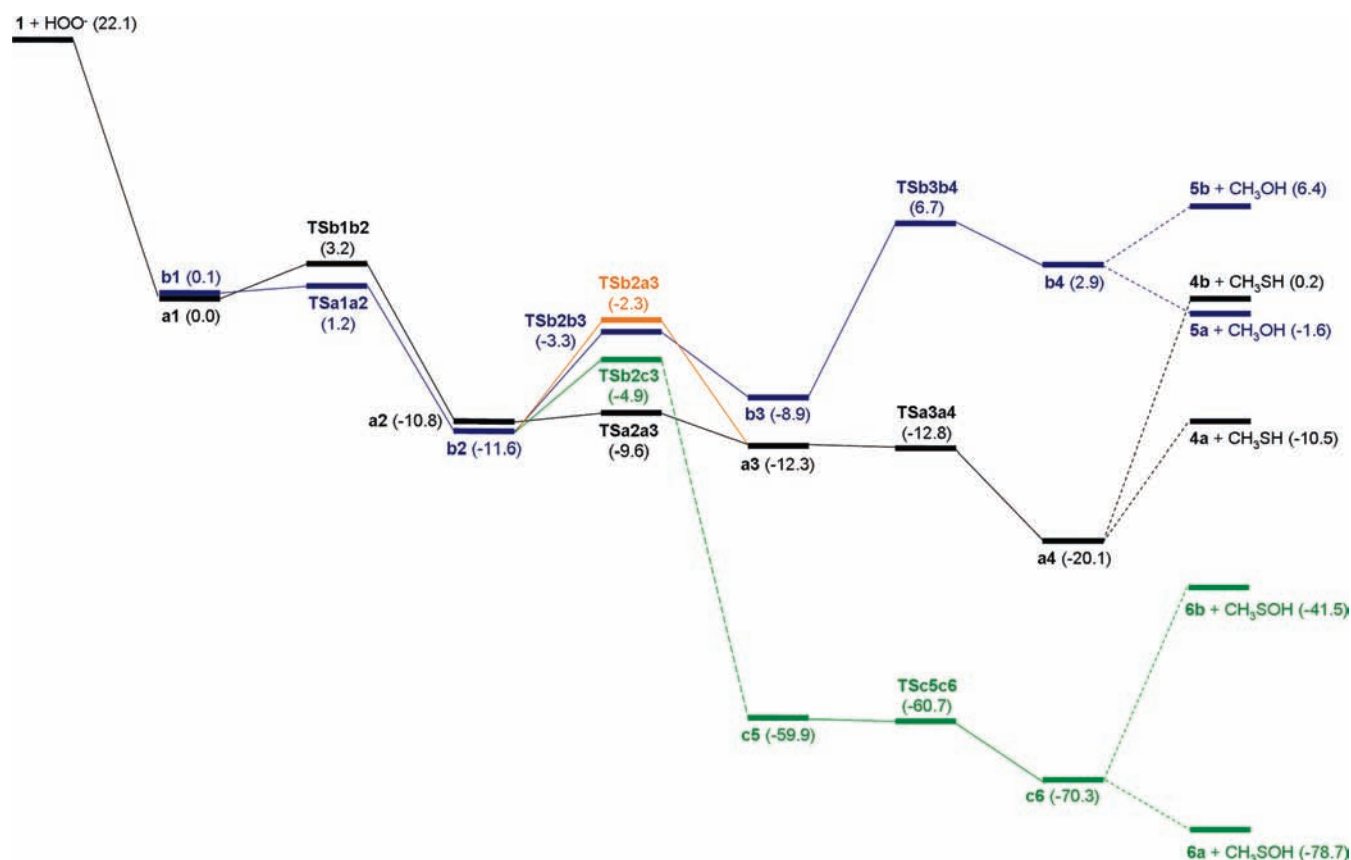 1 + HOO⁻ (22.1)
b1 (0.1)
a1 (0.0)
TSb1b2
(3.2)
TSa1a2
(1.2)
a2 (-10.8)
b2 (-11.6)
TSb2a3
(-2.3)
TSb2b3
(-3.3)
TSb2c3
(-4.9)
TSa2a3
(-9.6)
b3 (-8.9)
a3 (-12.3)
TSb3b4
(6.7)
TSa3a4
(-12.8)
b4 (2.9)
a4 (-20.1)
5b + CH₃OH (6.4)
4b + CH₃SH (0.2)
5a + CH₃OH (-1.6)
4a + CH₃SH (-10.5)
6b + CH₃SOH (-41.5)
c5 (-59.9)
TSc5c6
(-60.7)
c6 (-70.3)
6a + CH₃SOH (-78.7)